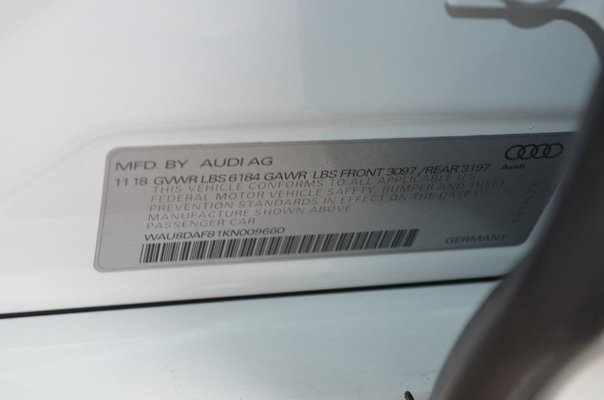 MFD. BY AUDI AG
Audi
11 18 GVWR LBS 6184 GAWR LBS FRONT 3097 /REAR 3197
THIS VEHICLE CONFORMS TO ALL APPLICABLE U.S.
FEDERAL MOTOR VEHICLE SAFETY, BUMPER AND THEFT
PREVENTION STANDARDS IN EFFECT ON THE DATE OF
MANUFACTURE SHOWN ABOVE.
PASSENGER CAR
WAU8DAF81KN009660
GERMANY